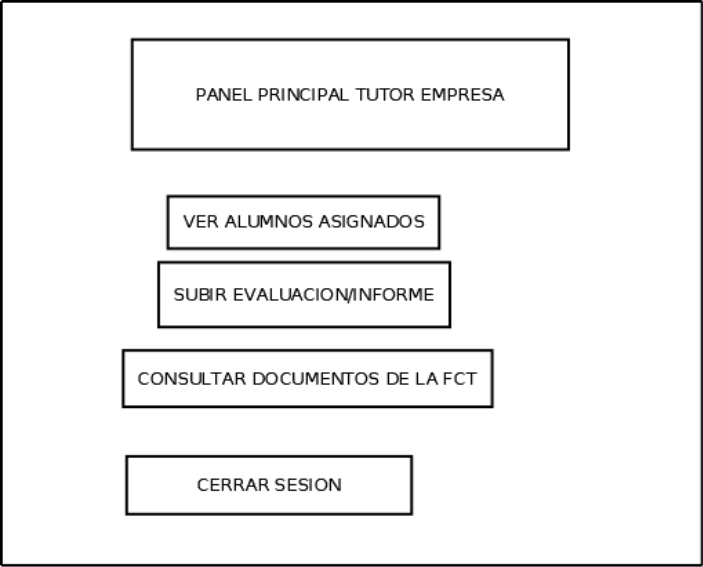 PANEL PRINCIPAL TUTOR EMPRESA
VER ALUMNOS ASIGNADOS
SUBIR EVALUACION/INFORME
CONSULTAR DOCUMENTOS DE LA FCT
CERRAR SESION